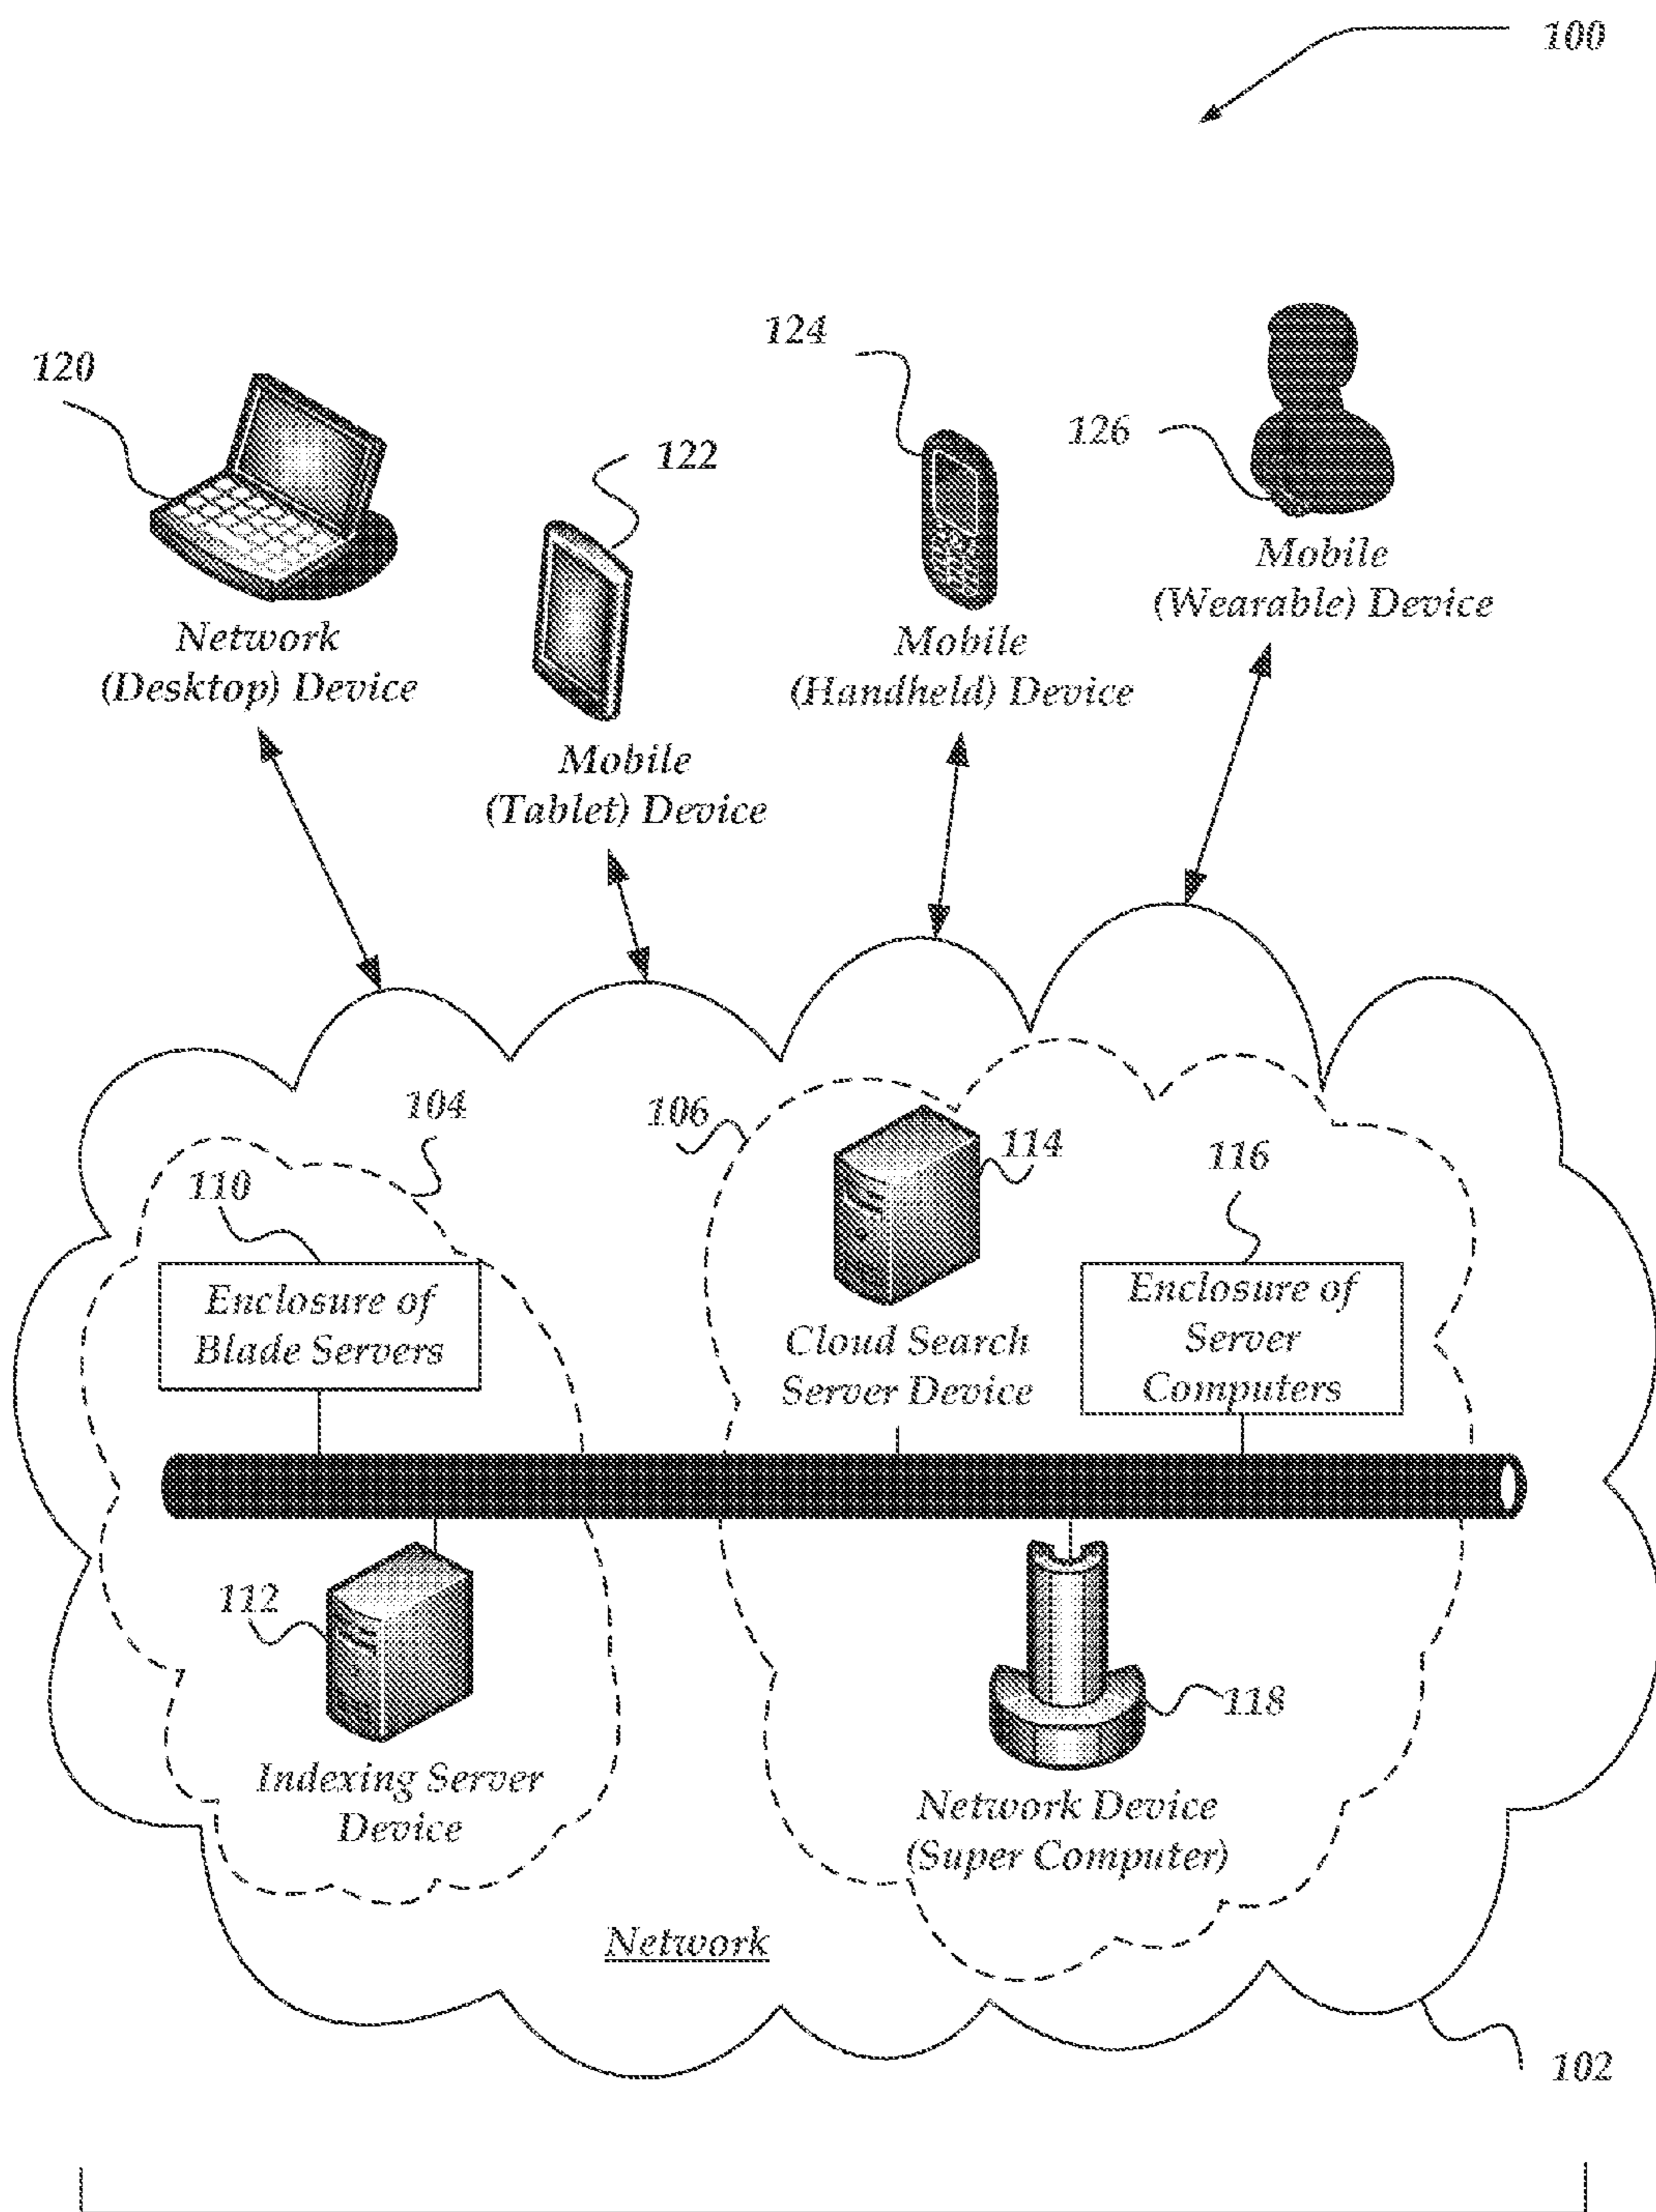 100
124
120
126
122
Mobile
(Wearable) Device
Network
(Desktop) Device
Mobile
(Handheld) Device
Mobile
(Tablet) Device
104
106
114
116
110
Enclosure of
Blade Servers
Cloud Search
Server Device
Enclosure of
Server
Computers
112
118
Indexing Server
Device
Network Device
(Super Computer)
Network
102